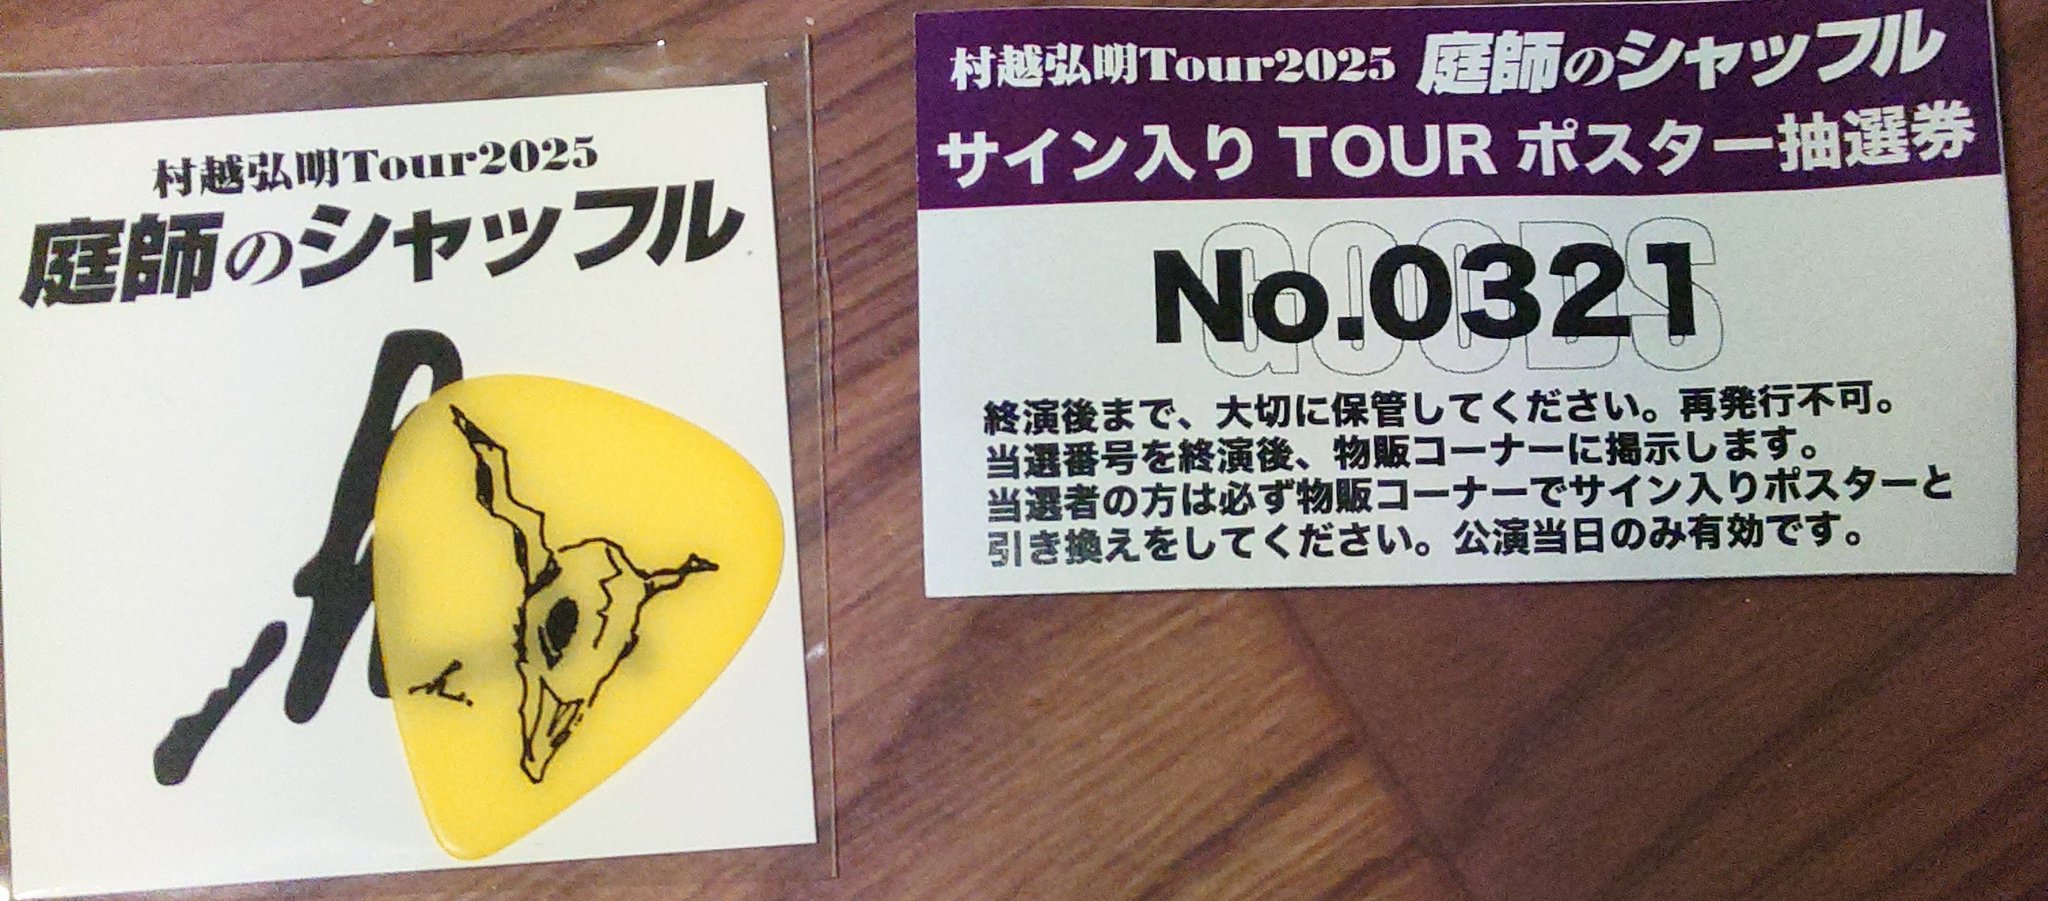 村越弘明Tour2025
庭師のシャッフル
村越弘明Tour2025 庭師のシャッフル
サイン入り TOUR ポスター抽選券
GOODS
No.0321
終演後まで、大切に保管してください。再発行不可。
当選番号を終演後、物販コーナーに掲示します。
当選者の方は必ず物販コーナーでサイン入りポスターと
引き換えをしてください。公演当日のみ有効です。